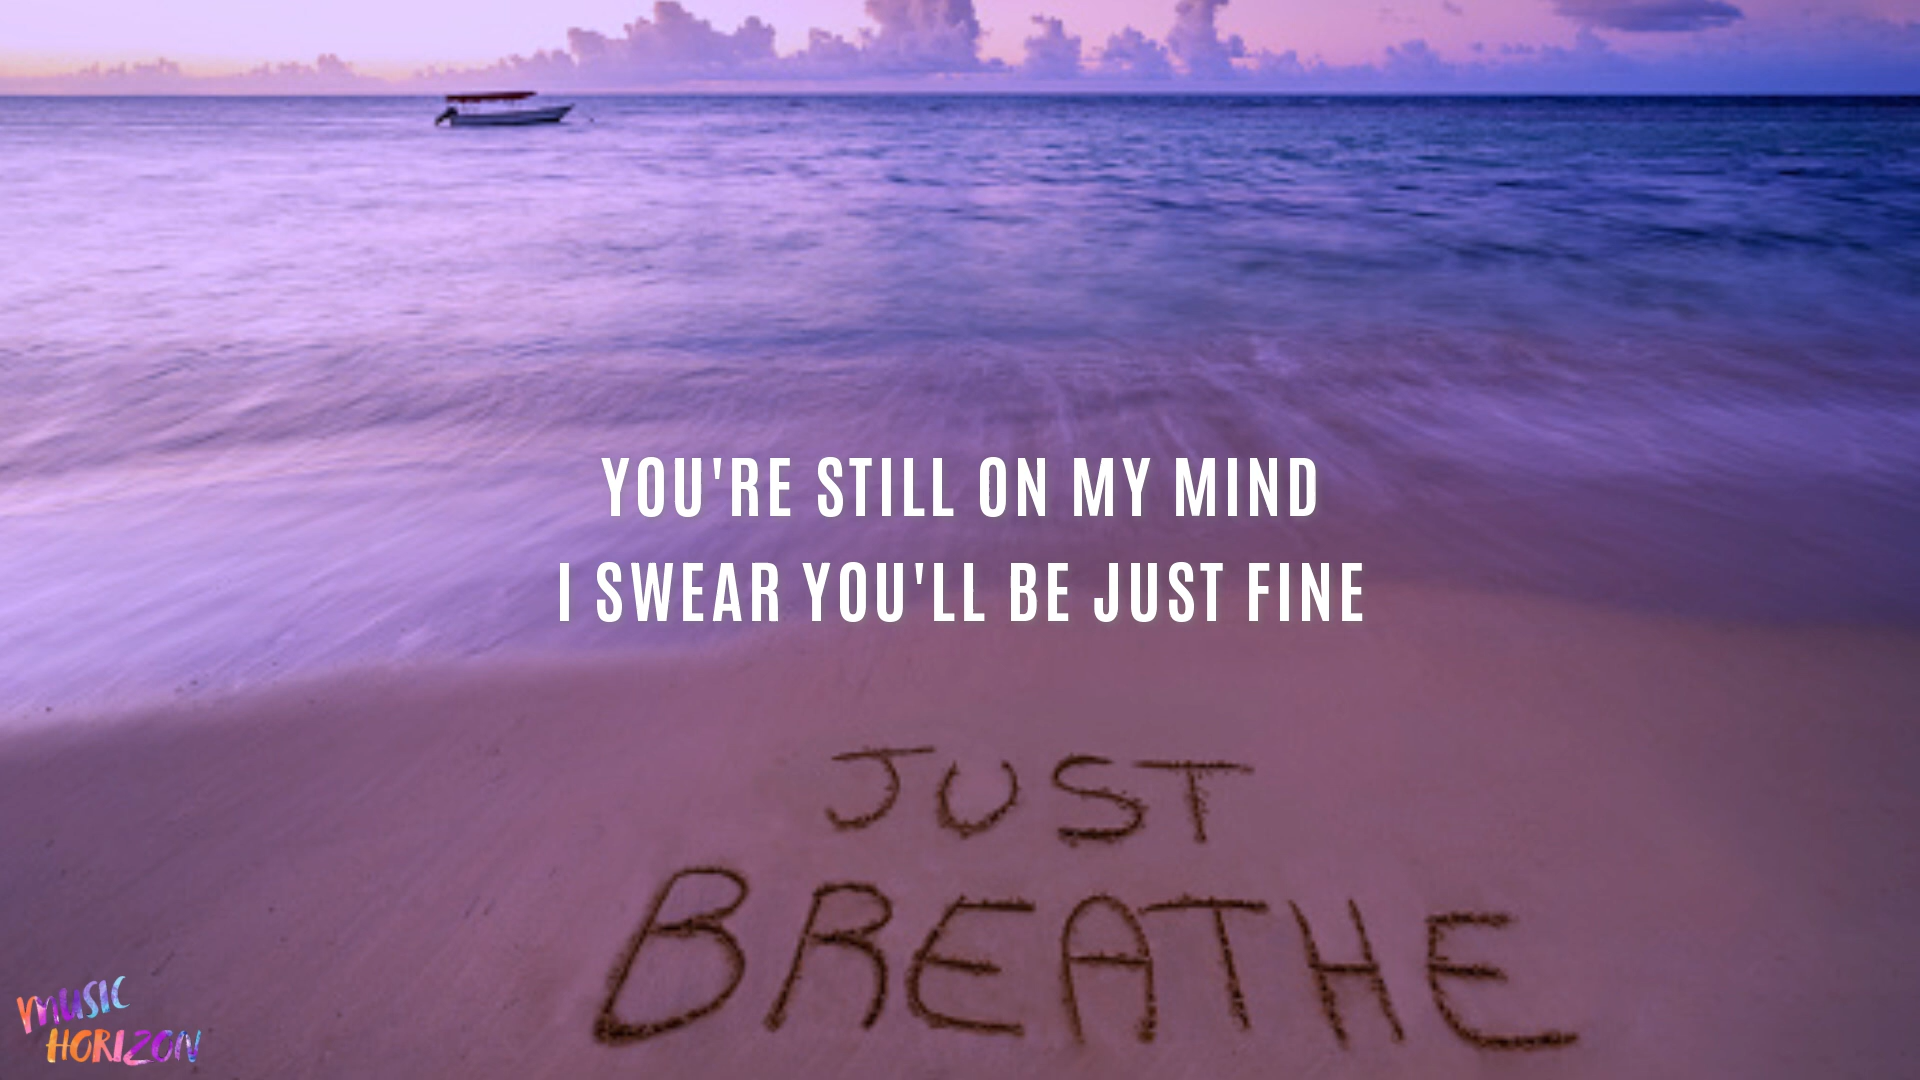 YOU'RE STILL ON MY MIND
I SWEAR YOU'LL BE JUST FINE
JUST
BREATHE
MUSIC
HORIZON